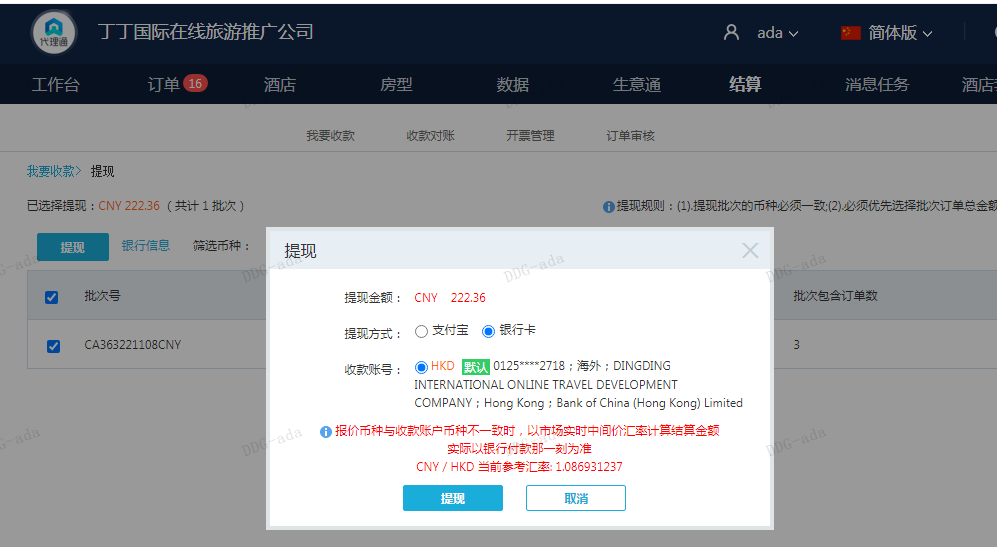 代理通
丁丁国际在线旅游推广公司
ada
简体版
工作台
订单 16
酒店
房型
数据
生意通
结算
消息任务
我要收款
收款对账
开票管理
订单审核
我要收款> 提现
已选择提现：CNY 222.36 （ 共计 1 批次 ）
提现规则：(1).提现批次的币种必须一致;(2).必须优先选择批次订单总金额
提现
银行信息
筛选币种：
批次号
批次包含订单数
CA363221108CNY
3
提现
提现金额： CNY 222.36
提现方式： 支付宝 银行卡
收款账号： HKD 默认 0125****2718；海外；DINGDING
INTERNATIONAL ONLINE TRAVEL DEVELOPMENT
COMPANY；Hong Kong；Bank of China (Hong Kong) Limited
报价币种与收款账户币种不一致时，以市场实时中间价汇率计算结算金额
实际以银行付款那一刻为准
CNY / HKD 当前参考汇率: 1.086931237
提现
取消
DDG-ada
DDG-ada
DDG-ada
DDG-ada